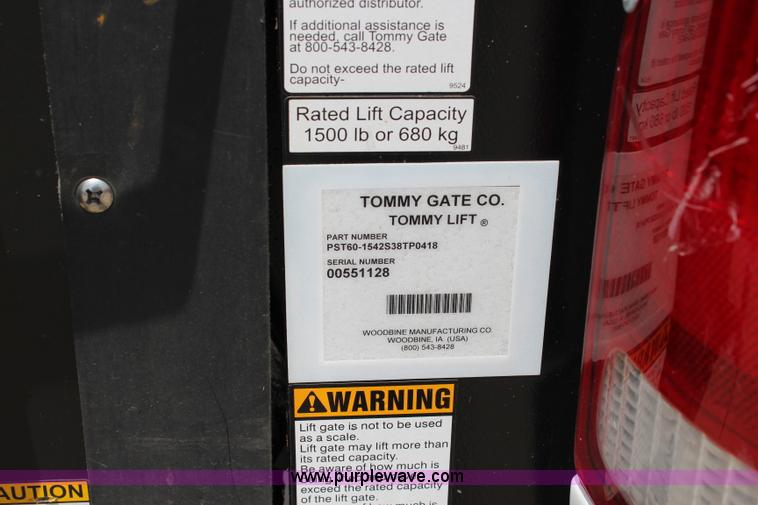 authorized distributor.
If additional assistance is
needed, call Tommy Gate
at 800-543-8428.
Do not exceed the rated lift
capacity-
9524
Rated Lift Capacity
1500 lb or 680 kg
9481
TOMMY GATE CO.
TOMMY LIFT ®
PART NUMBER
PST60-1542S38TP0418
SERIAL NUMBER
00551128
WOODBINE MANUFACTURING CO.
WOODBINE, IA. (USA)
(800) 543-8428
WARNING
Lift gate is not to be used
as a scale.
Lift gate may lift more than
its rated capacity.
Be aware of how much is
exceed the rated capacity
of the lift gate.
of how much is
AUTION
www.purplewave.com